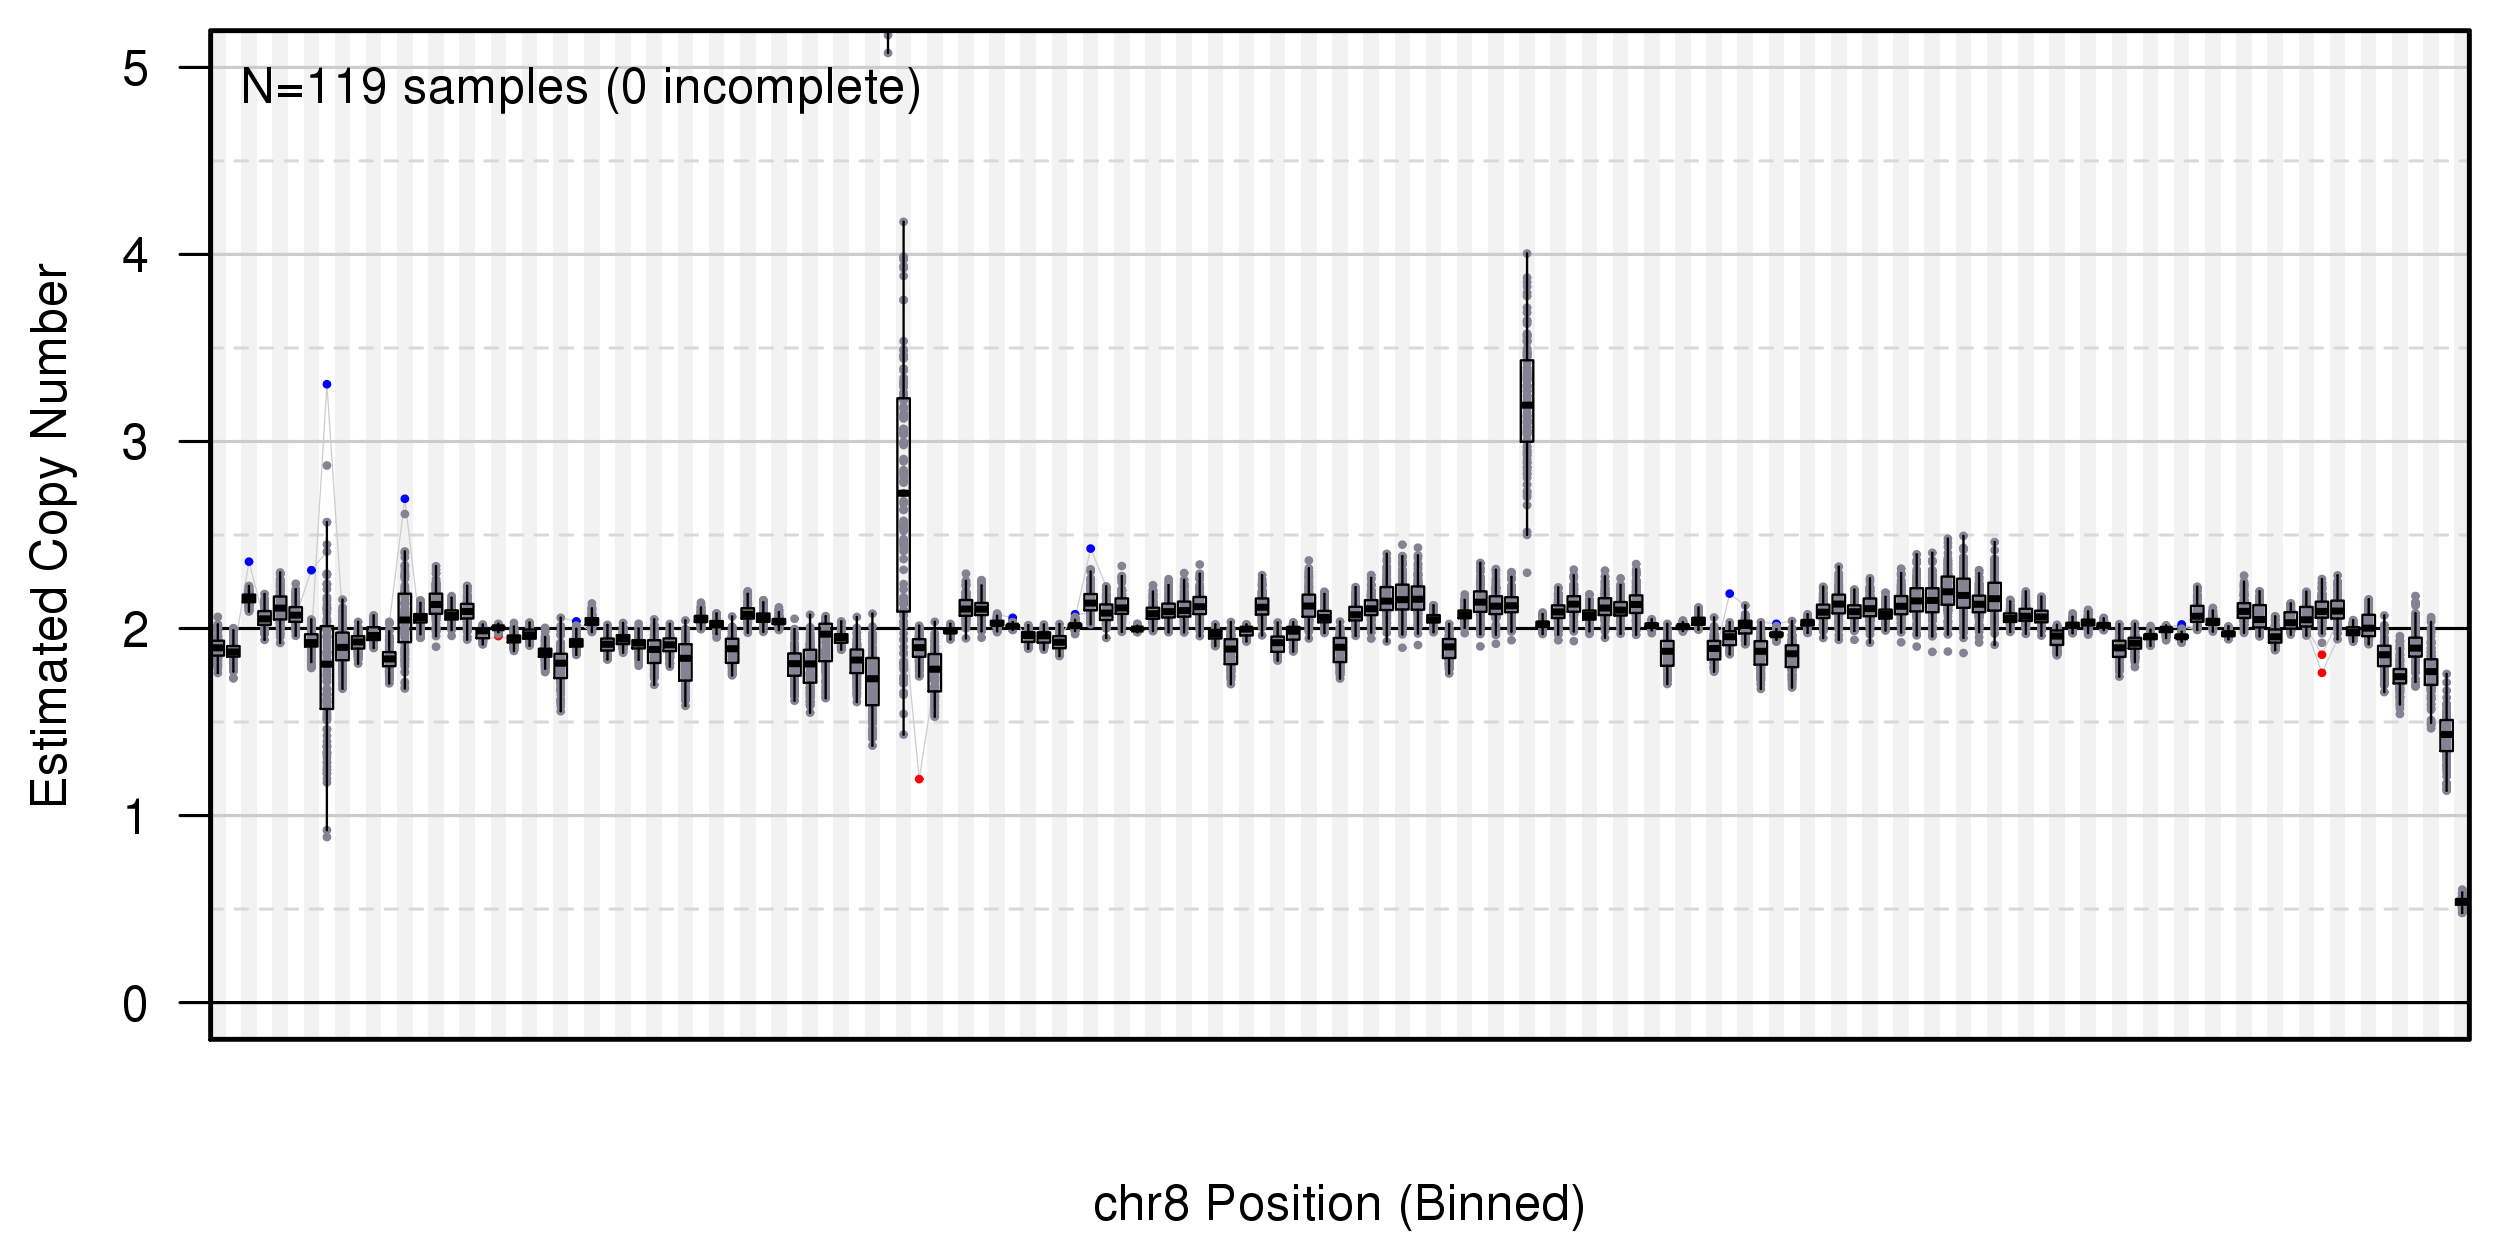 N=119 samples (0 incomplete)
5
4
3
2
1
0
Estimated Copy Number
chr8 Position (Binned)